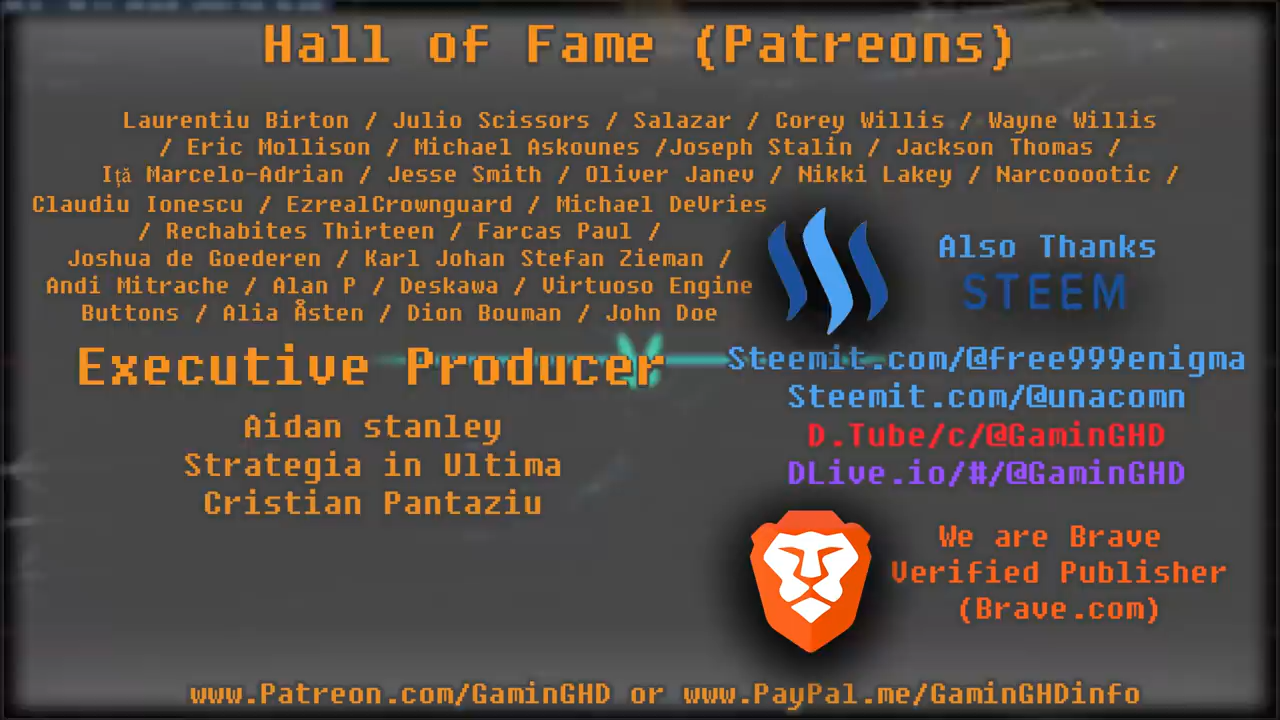 Hall of Fame (Patreons)
Laurentiu Birton / Julio Scissors / Salazar / Corey Willis / Wayne Willis
/ Eric Mollison / Michael Askounes /Joseph Stalin / Jackson Thomas /
Iță Marcelo-Adrian / Jesse Smith / Oliver Janev / Nikki Lakey / Narcooootic /
Claudiu Ionescu / EzrealCrownguard / Michael DeVries
/ Rechabites Thirteen / Farcas Paul /
Joshua de Goederen / Karl Johan Stefan Zieman /
Andi Mitrache / Alan P / Deskawa / Virtuoso Engine
Buttons / Alia Åsten / Dion Bouman / John Doe
Executive Producer
Aidan stanley
Strategia in Ultima
Cristian Pantaziu
Also Thanks
STEEM
Steemit.com/@free999enigma
Steemit.com/@unacomn
D.Tube/c/@GaminGHD
DLive.io/#/@GaminGHD
We are Brave
Verified Publisher
(Brave.com)
www.Patreon.com/GaminGHD or www.PayPal.me/GaminGHDinfo